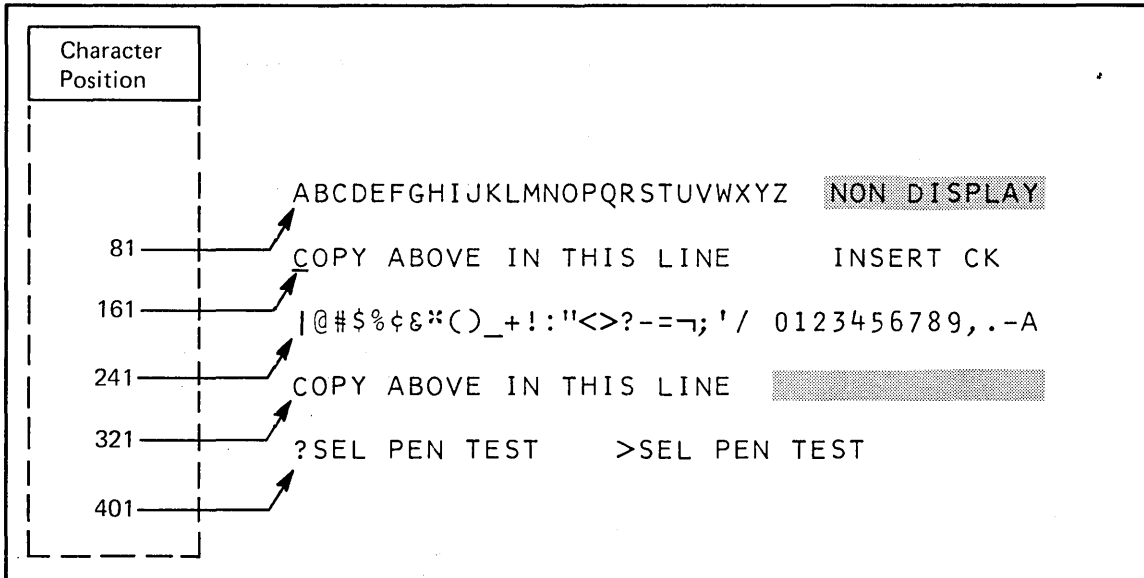 Character
Position
ABCDEFGHIJKLMNOPQRSTUVWXYZ NON DISPLAY
81
COPY ABOVE IN THIS LINE INSERT CK
161
|@#$%¢&*()_+!:"<>?-=¬;'/ 0123456789,.-A
241
COPY ABOVE IN THIS LINE
321
?SEL PEN TEST >SEL PEN TEST
401